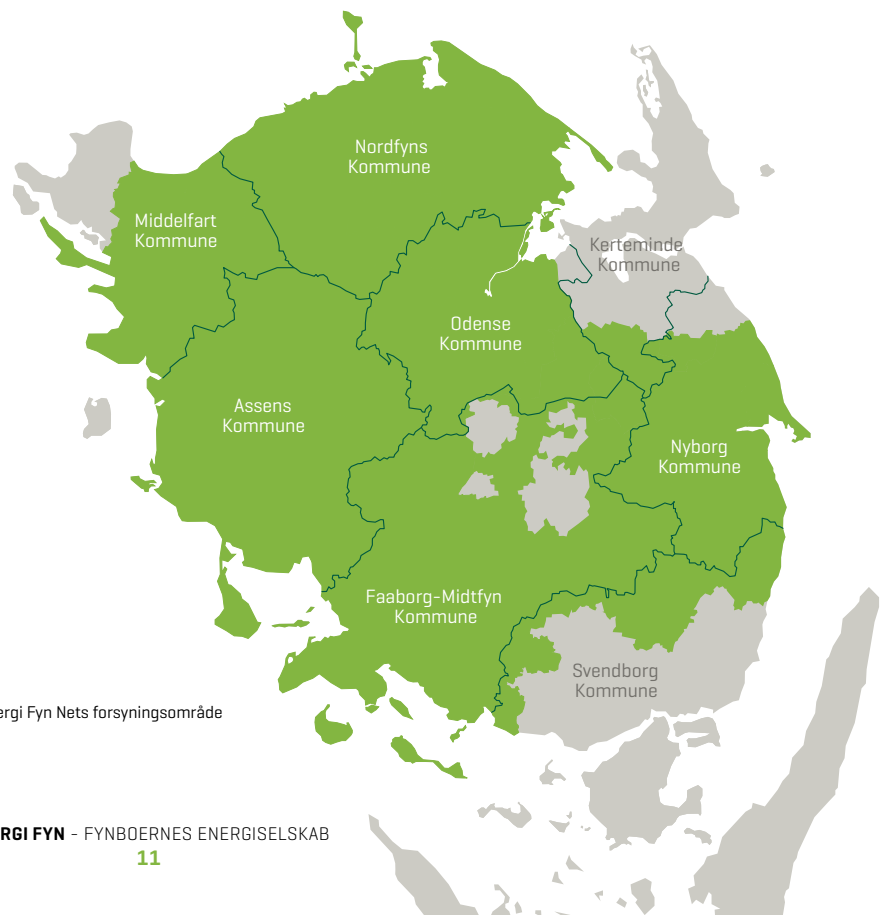 Nordfyns
Kommune
Middelfart
Kommune
Kerteminde
Kommune
Odense
Kommune
Assens
Kommune
Nyborg
Kommune
Faaborg-Midtfyn
Kommune
Svendborg
Kommune
ergi Fyn Nets forsyningsområde
RGI FYN - FYNBOERNES ENERGISELSKAB
11